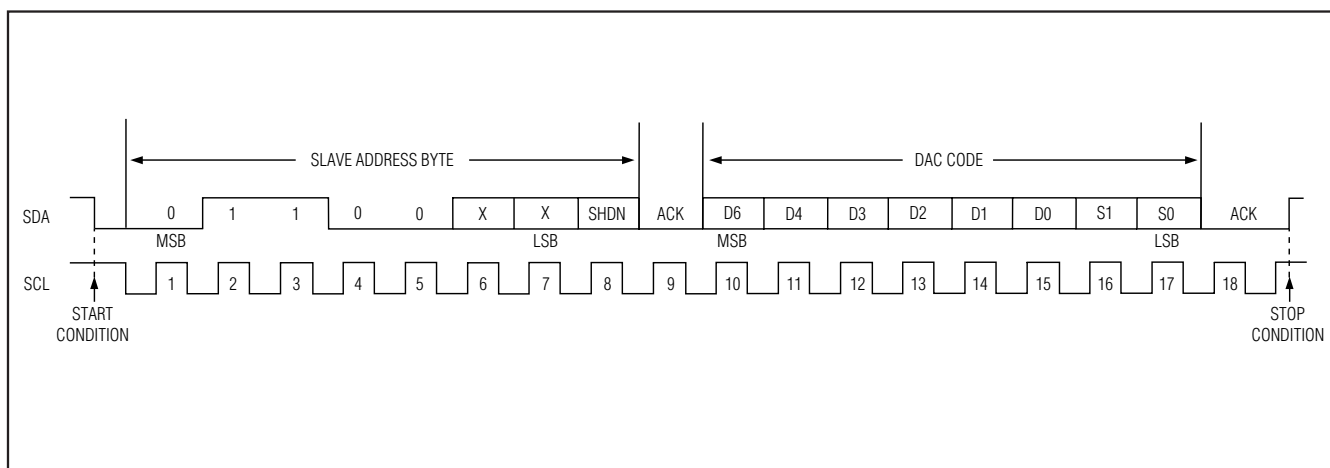 SLAVE ADDRESS BYTE DAC CODE
SDA 0 1 1 0 0 X X SHDN ACK D6 D4 D3 D2 D1 D0 S1 S0 ACK
MSB LSB MSB LSB
SCL 1 2 3 4 5 6 7 8 9 10 11 12 13 14 15 16 17 18
START
CONDITION
STOP
CONDITION